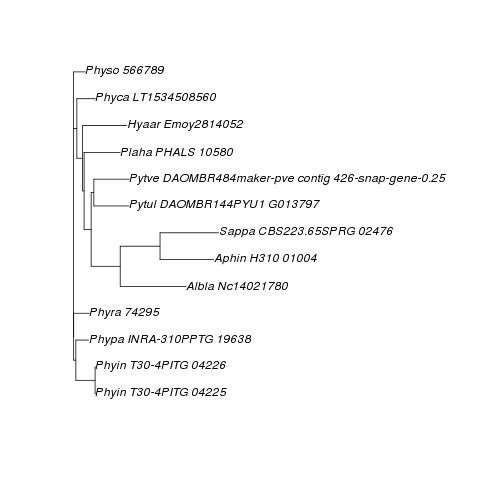 Physo 566789
Phyca LT1534508560
Hyaar Emoy2814052
Plaha PHALS 10580
Pytve DAOMBR484maker-pve contig 426-snap-gene-0.25
Pytul DAOMBR144PYU1 G013797
Sappa CBS223.65SPRG 02476
Aphin H310 01004
Albla Nc14021780
Phyra 74295
Phypa INRA-310PPTG 19638
Phyin T30-4PITG 04226
Phyin T30-4PITG 04225